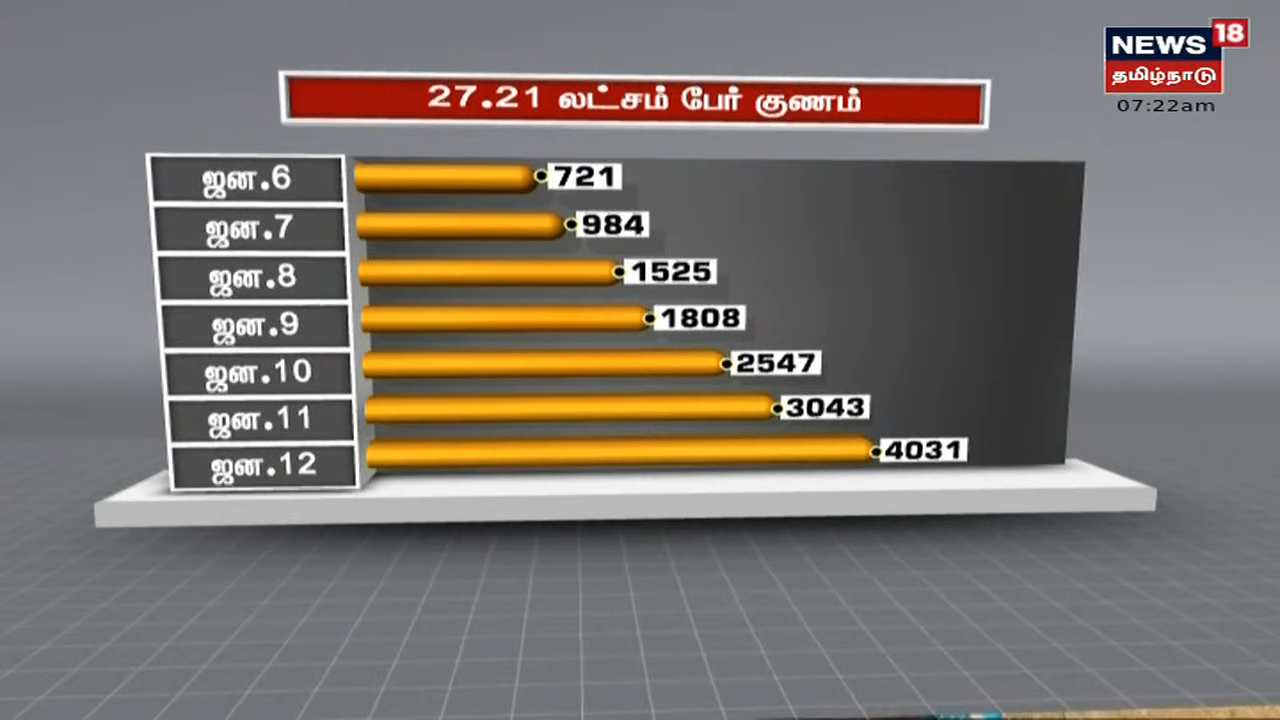 NEWS 18
தமிழ்நாடு
07:22am
27.21 லட்சம் பேர் குணம்
ஜன.6 721
ஜன.7 984
ஜன.8 1525
ஜன.9 1808
ஜன.10 2547
ஜன.11 3043
ஜன.12 4031